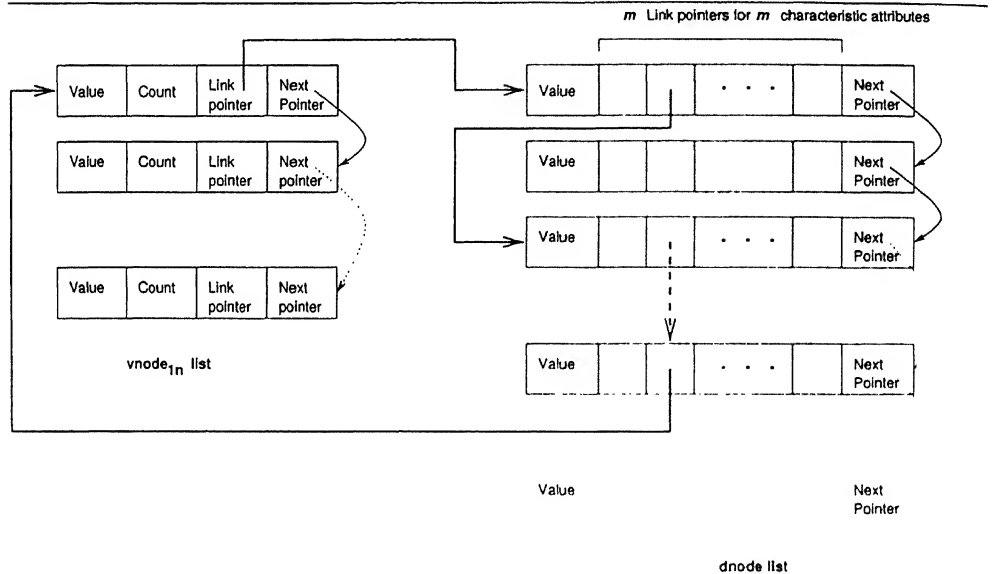 m Link pointers for m characteristic attributes
Value Count Link pointer Next Pointer
Value Count Link pointer Next pointer
Value Count Link pointer Next pointer
vnode1n list
Value . . . Next Pointer
Value Next Pointer
Value . . . Next Pointer
Value . . . Next Pointer
Value Next Pointer
dnode list